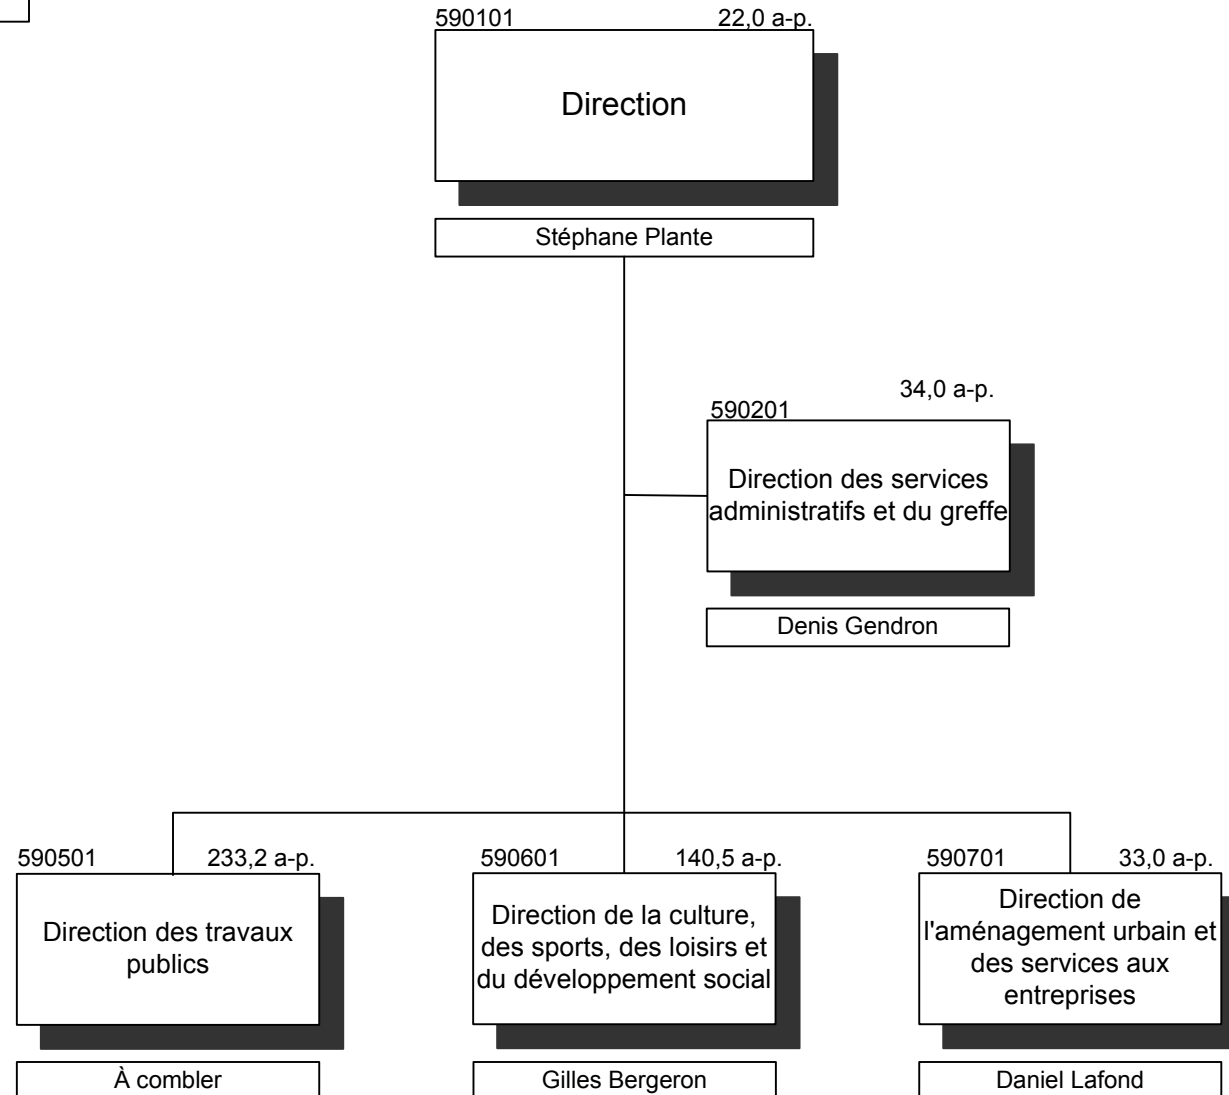 590101 22,0 a-p.
Direction
Stéphane Plante
34,0 a-p.
590201
Direction des services
administratifs et du greffe
Denis Gendron
590501 233,2 a-p.
Direction des travaux
publics
À combler
590601 140,5 a-p.
Direction de la culture,
des sports, des loisirs et
du développement social
Gilles Bergeron
590701 33,0 a-p.
Direction de
l'aménagement urbain et
des services aux
entreprises
Daniel Lafond